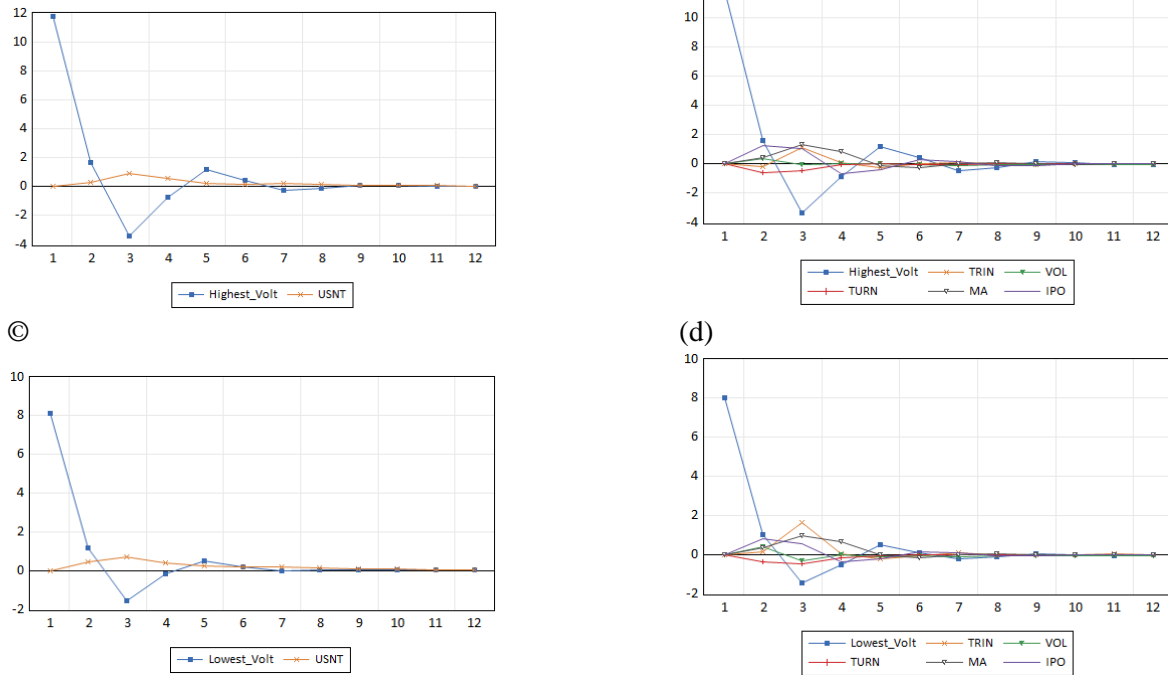 12
10
8
6
4
2
0
-2
-4
1 2 3 4 5 6 7 8 9 10 11 12
Highest_Volt USNT
10
8
6
4
2
0
-2
-4
1 2 3 4 5 6 7 8 9 10 11 12
Highest_Volt TRIN VOL
TURN MA IPO
©
(d)
10
8
6
4
2
0
-2
1 2 3 4 5 6 7 8 9 10 11 12
Lowest_Volt USNT
10
8
6
4
2
0
-2
1 2 3 4 5 6 7 8 9 10 11 12
Lowest_Volt TRIN VOL
TURN MA IPO